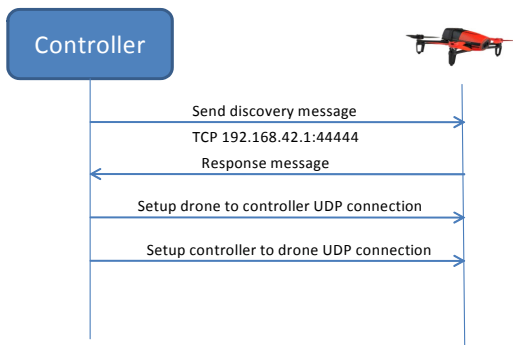 Controller
Send discovery message
TCP 192.168.42.1:44444
Response message
Setup drone to controller UDP connection
Setup controller to drone UDP connection